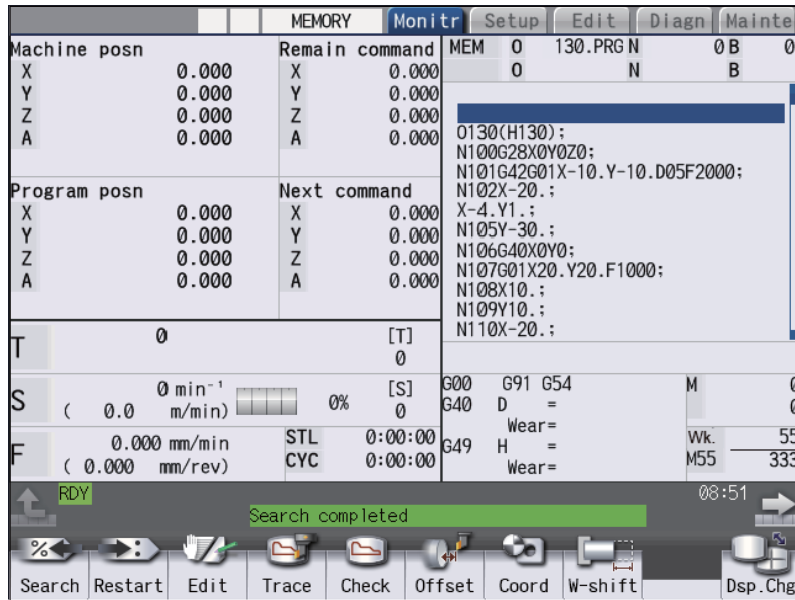 MEMORY Monitr Setup Edit Diagn Mainte
Machine posn
X 0.000
Y 0.000
Z 0.000
A 0.000
Remain command
X 0.000
Y 0.000
Z 0.000
A 0.000
Program posn
X 0.000
Y 0.000
Z 0.000
A 0.000
Next command
X 0.000
Y 0.000
Z 0.000
A 0.000
MEM O 130.PRG N 0 B 0
O N B
O130(H130);
N100G28X0Y0Z0;
N101G42G01X-10.Y-10.D05F2000;
N102X-20.;
X-4.Y1.;
N105Y-30.;
N106G40X0Y0;
N107G01X20.Y20.F1000;
N108X10.;
N109Y10.;
N110X-20.;
T 0 [T]
0
S 0 min⁻¹ 0% [S]
( 0.0 m/min) 0
F 0.000 mm/min STL 0:00:00
( 0.000 mm/rev) CYC 0:00:00
G00 G91 G54
G40 D =
Wear=
G49 H =
Wear=
M 0
0
Wk. 55
M55 333
RDY 08:51
Search completed
Search Restart Edit Trace Check Offset Coord W-shift Dsp.Chg